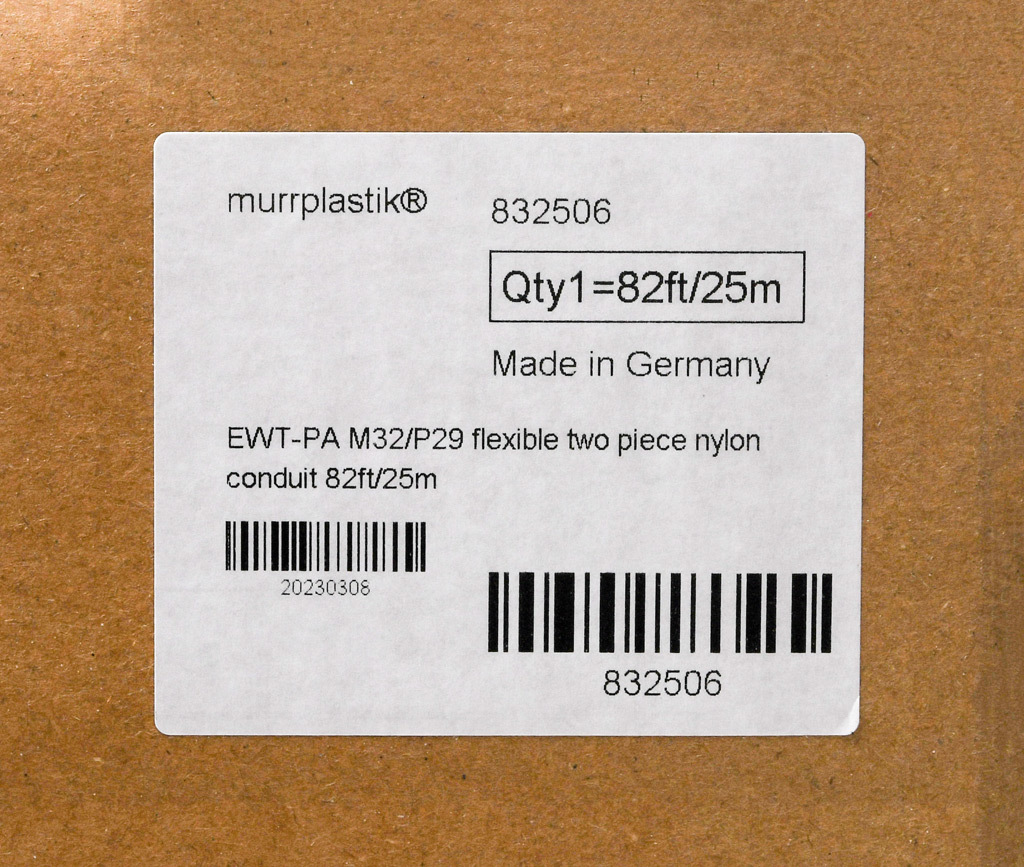 murrplastik®
832506
Qty1=82ft/25m
Made in Germany
EWT-PA M32/P29 flexible two piece nylon
conduit 82ft/25m
20230308
832506